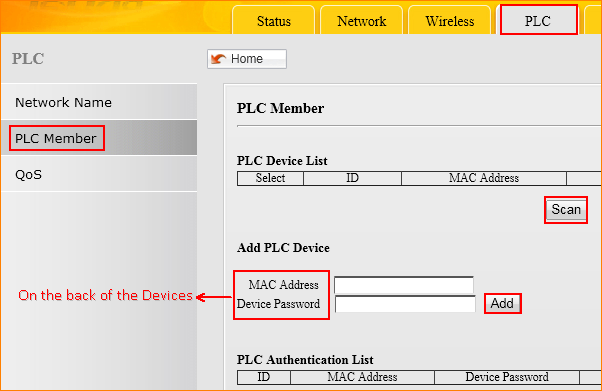 Status Network Wireless PLC
PLC
Home
Network Name
PLC Member
QoS
PLC Member
PLC Device List
Select ID MAC Address
Scan
Add PLC Device
MAC Address
On the back of the Devices
Device Password
Add
PLC Authentication List
ID MAC Address Device Password